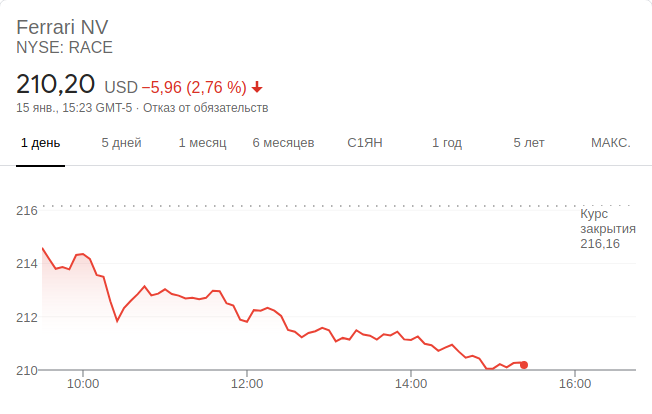 Ferrari NV
NYSE: RACE
210,20 USD −5,96 (2,76 %)
15 янв., 15:23 GMT-5 · Отказ от обязательств
1 день 5 дней 1 месяц 6 месяцев С1ЯН 1 год 5 лет МАКС.
216
Курс
закрытия
216,16
214
212
210
10:00 12:00 14:00 16:00